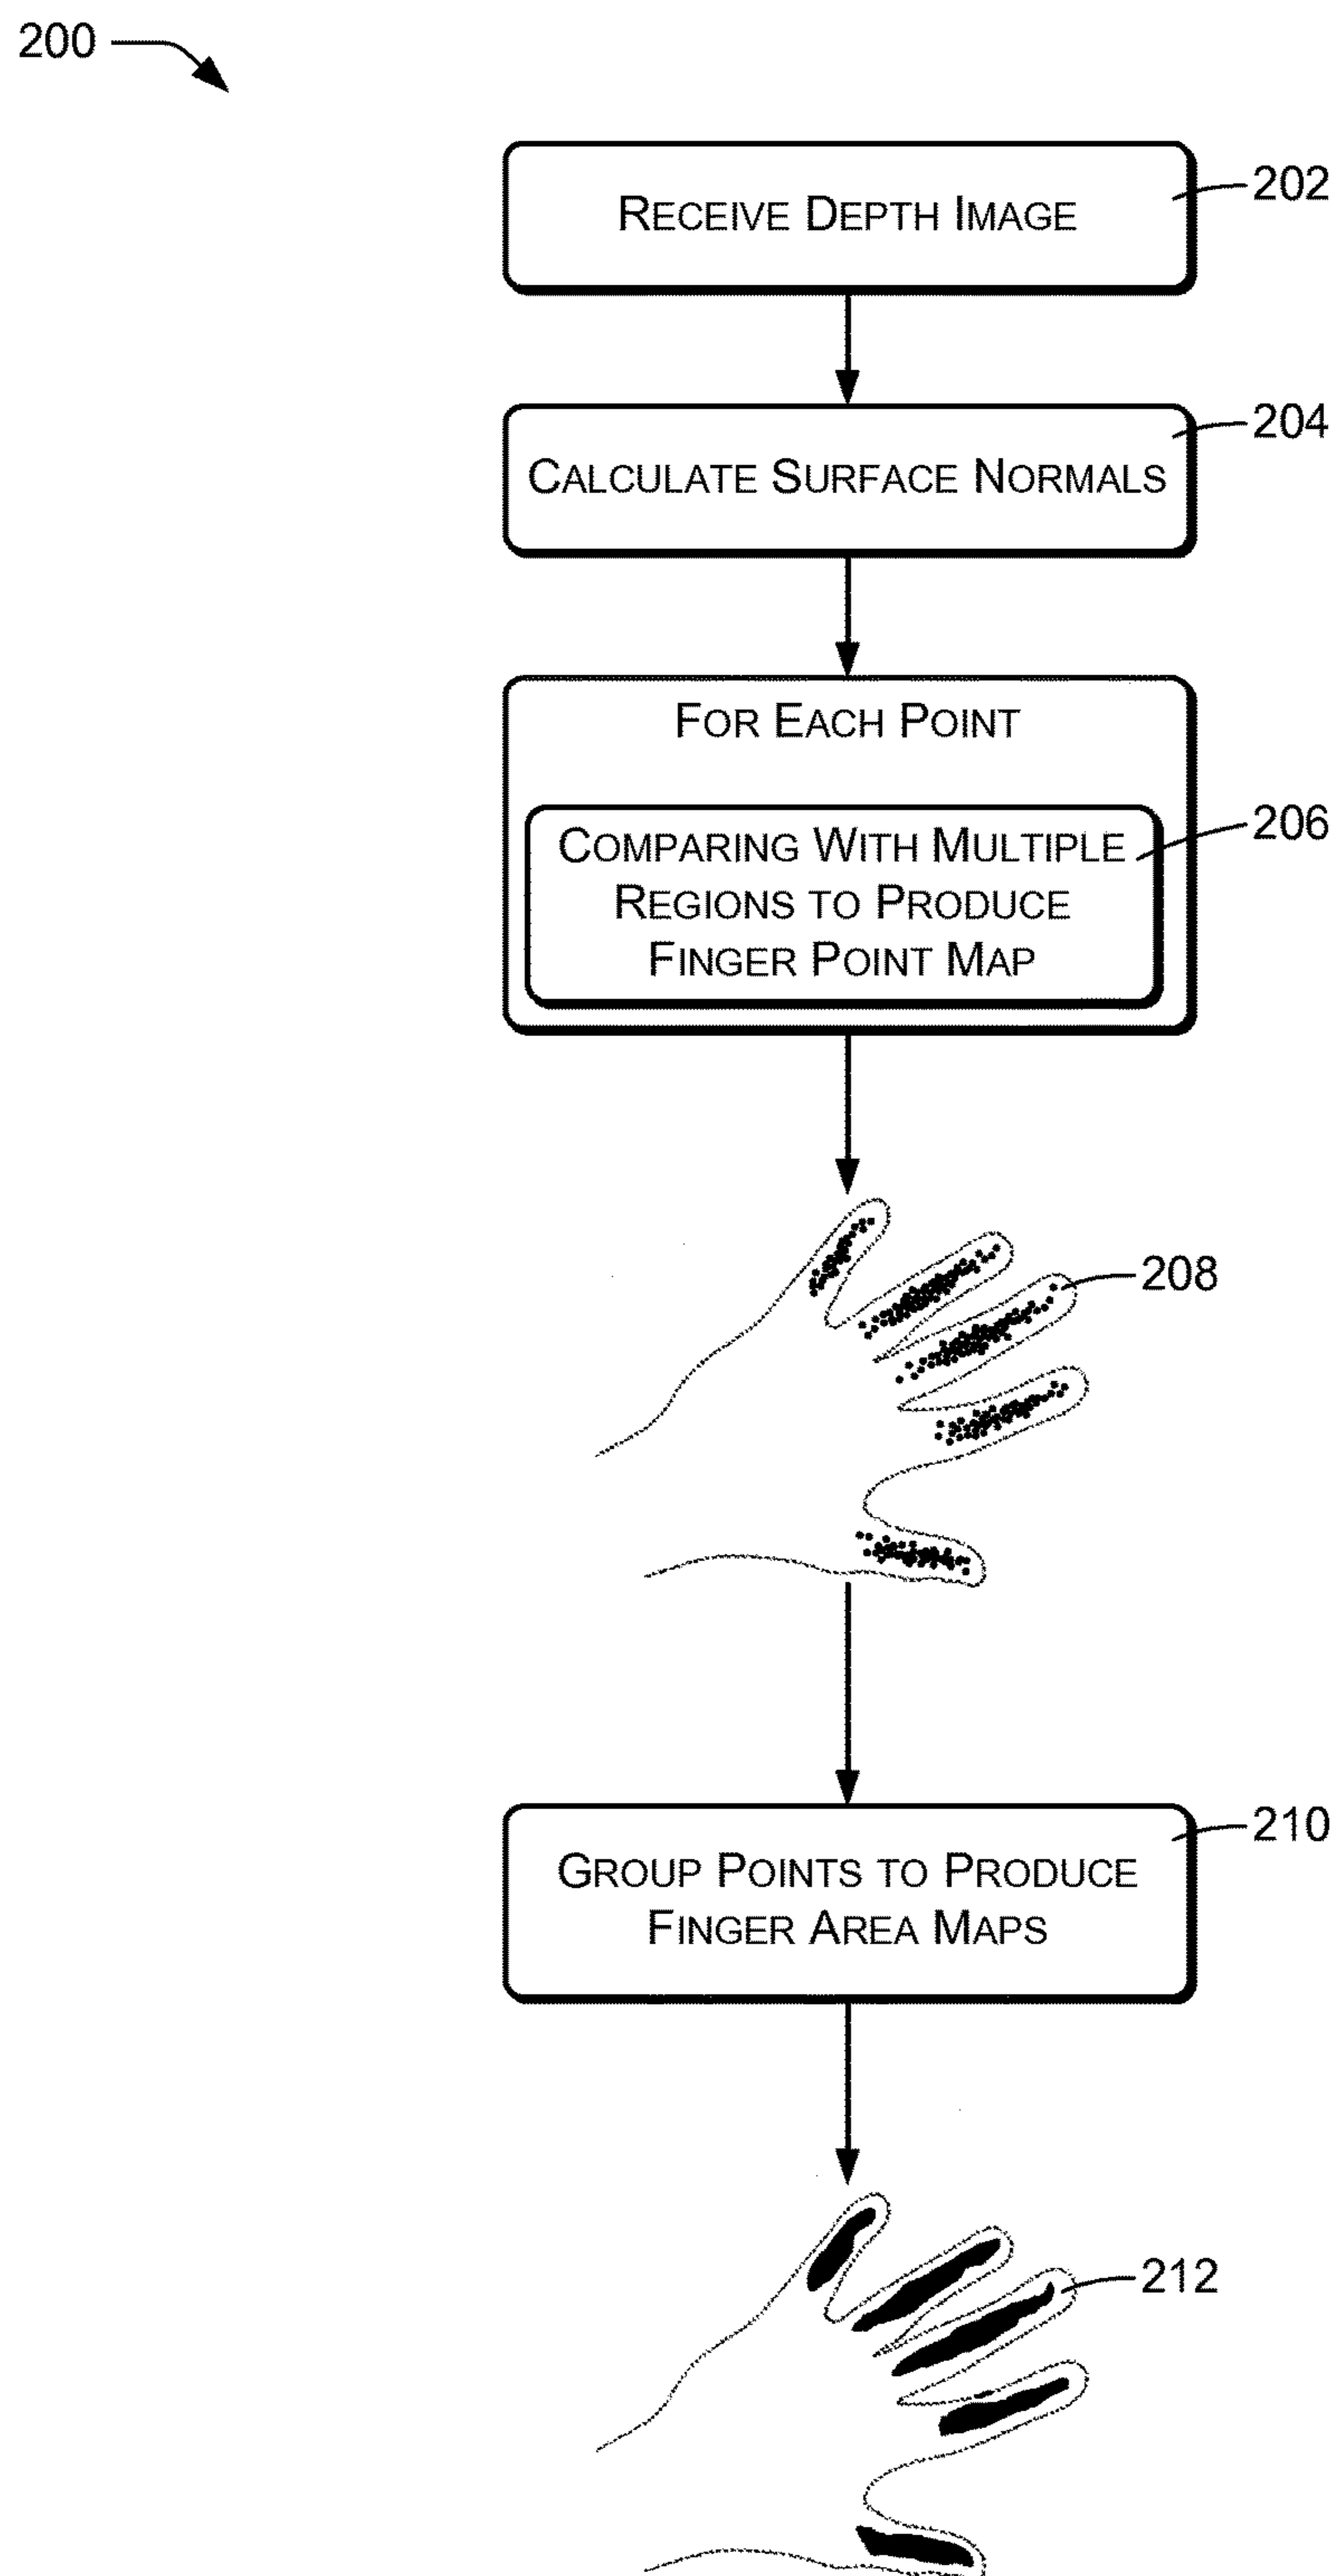 200
RECEIVE DEPTH IMAGE
202
CALCULATE SURFACE NORMALS
204
FOR EACH POINT
COMPARING WITH MULTIPLE
REGIONS TO PRODUCE
FINGER POINT MAP
206
208
GROUP POINTS TO PRODUCE
FINGER AREA MAPS
210
212